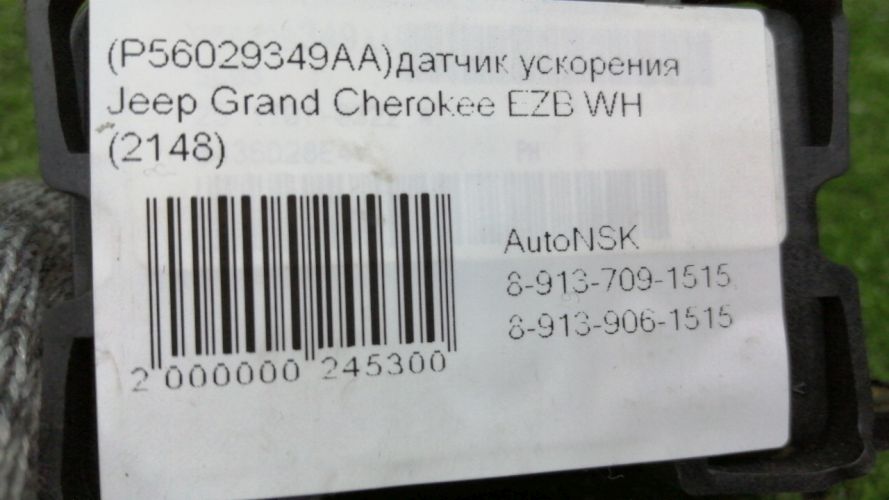 (P56029349AA)датчик ускорения
Jeep Grand Cherokee EZB WH
(2148)
AutoNSK
8-913-709-1515
8-913-906-1515
2 000000 245300